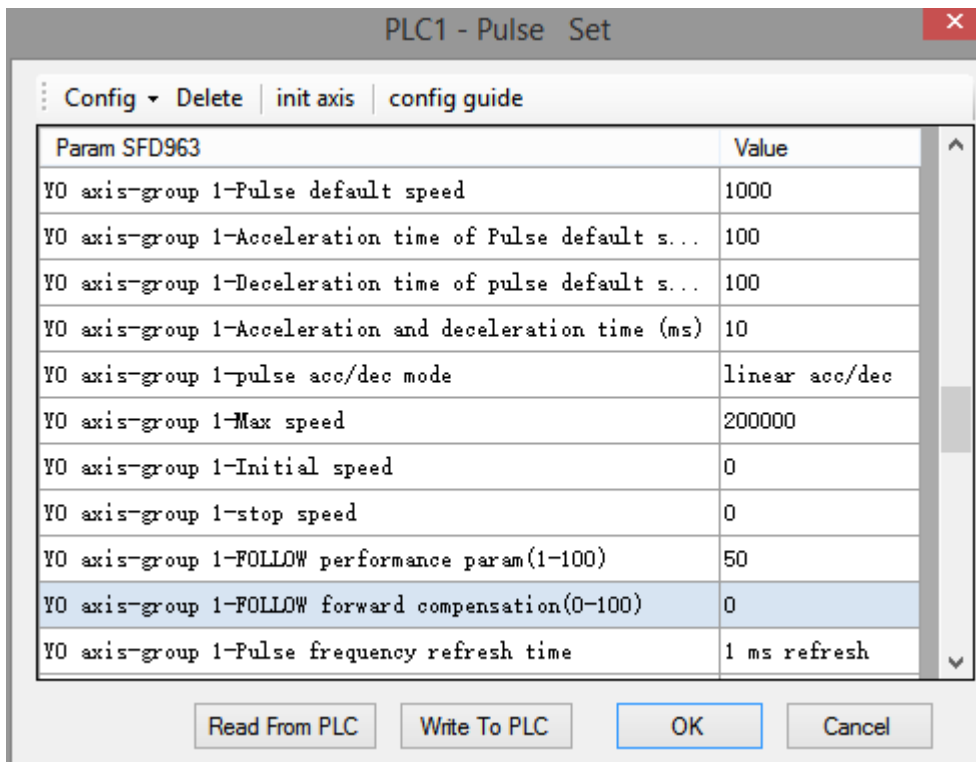 PLC1 - Pulse Set
Config Delete init axis config guide
Param SFD963 Value
Y0 axis-group 1-Pulse default speed 1000
Y0 axis-group 1-Acceleration time of Pulse default s... 100
Y0 axis-group 1-Deceleration time of pulse default s... 100
Y0 axis-group 1-Acceleration and deceleration time (ms) 10
Y0 axis-group 1-pulse acc/dec mode linear acc/dec
Y0 axis-group 1-Max speed 200000
Y0 axis-group 1-Initial speed 0
Y0 axis-group 1-stop speed 0
Y0 axis-group 1-FOLLOW performance param(1-100) 50
Y0 axis-group 1-FOLLOW forward compensation(0-100) 0
Y0 axis-group 1-Pulse frequency refresh time 1 ms refresh
Read From PLC Write To PLC OK Cancel